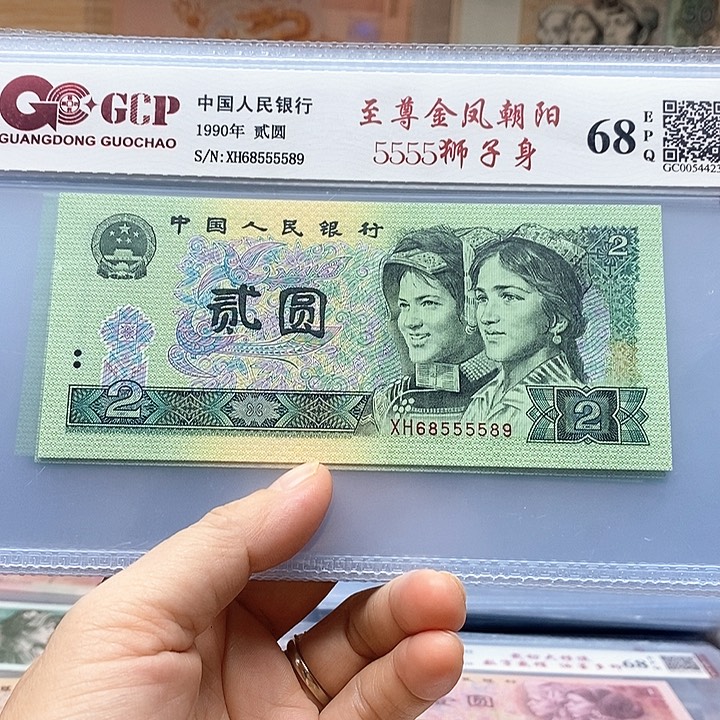 GCP
GUANGDONG GUOCHAO
中国人民银行
1990年 贰圆
S/N:XH68555589
至尊金凤朝阳
5555狮子身
68
EPQ
GC0054423
中国人民银行
2
贰圆
2
XH68555589
2